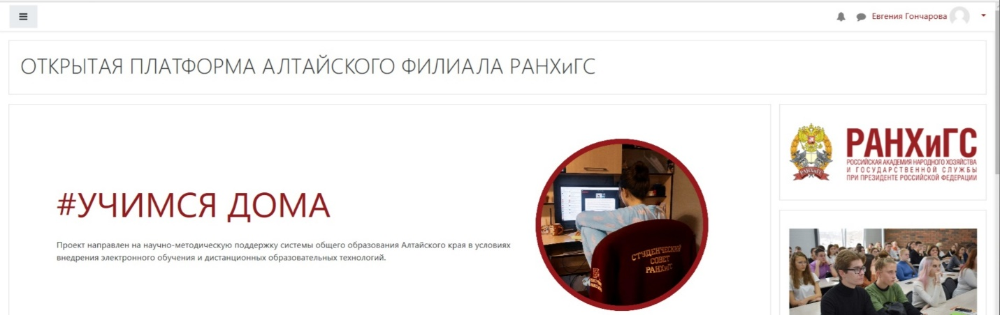 Евгения Гончарова
ОТКРЫТАЯ ПЛАТФОРМА АЛТАЙСКОГО ФИЛИАЛА РАНХиГС
#УЧИМСЯ ДОМА
Проект направлен на научно-методическую поддержку системы общего образования Алтайского края в условиях
внедрения электронного обучения и дистанционных образовательных технологий.
СТУДЕНЧЕСКИЙ
СОВЕТ
РАНХиГС
РАНХиГС
РАНХиГС
РОССИЙСКАЯ АКАДЕМИЯ НАРОДНОГО ХОЗЯЙСТВА
И ГОСУДАРСТВЕННОЙ СЛУЖБЫ
ПРИ ПРЕЗИДЕНТЕ РОССИЙСКОЙ ФЕДЕРАЦИИ